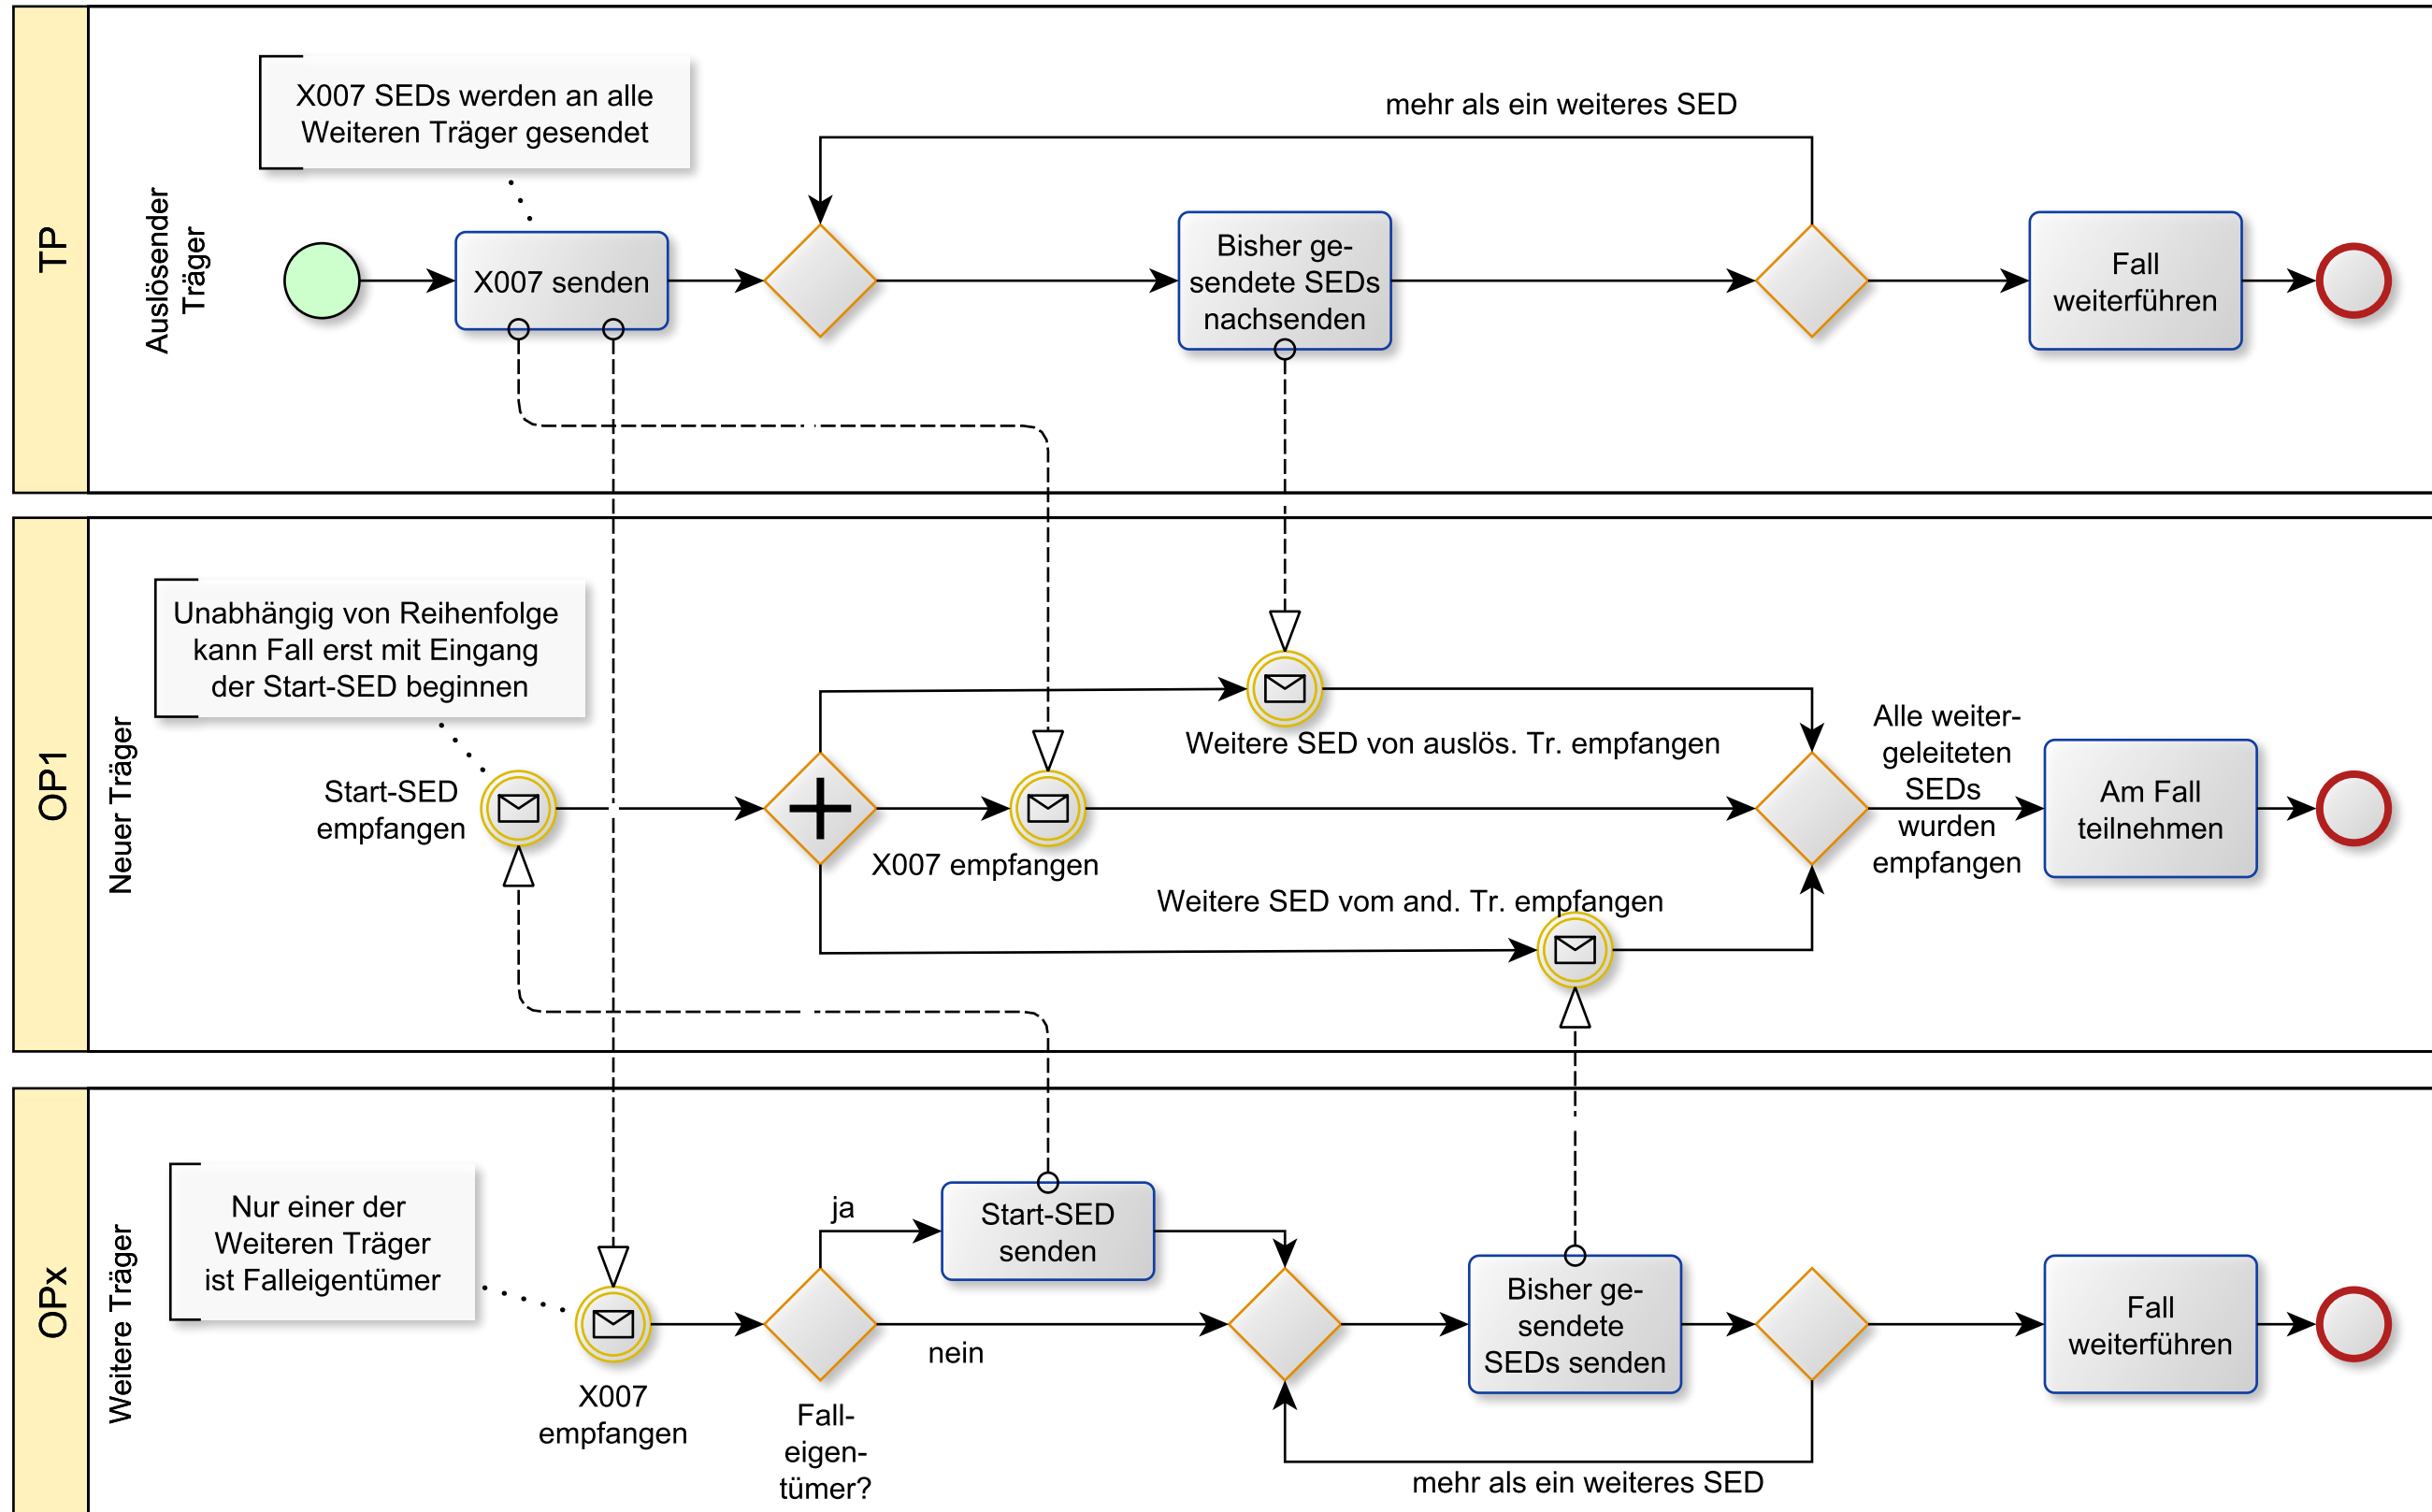 TP
Auslösender
Träger
X007 SEDs werden an alle
Weiteren Träger gesendet
mehr als ein weiteres SED
X007 senden
Bisher ge-
sendete SEDs
nachsenden
Fall
weiterführen
OP1
Neuer Träger
Unabhängig von Reihenfolge
kann Fall erst mit Eingang
der Start-SED beginnen
Start-SED
empfangen
Weitere SED von auslös. Tr. empfangen
X007 empfangen
Weitere SED vom and. Tr. empfangen
Alle weiter-
geleiteten
SEDs
wurden
empfangen
Am Fall
teilnehmen
OPx
Weitere Träger
Nur einer der
Weiteren Träger
ist Falleigentümer
X007
empfangen
Fall-
eigen-
tümer?
ja
nein
Start-SED
senden
Bisher ge-
sendete
SEDs senden
mehr als ein weiteres SED
Fall
weiterführen